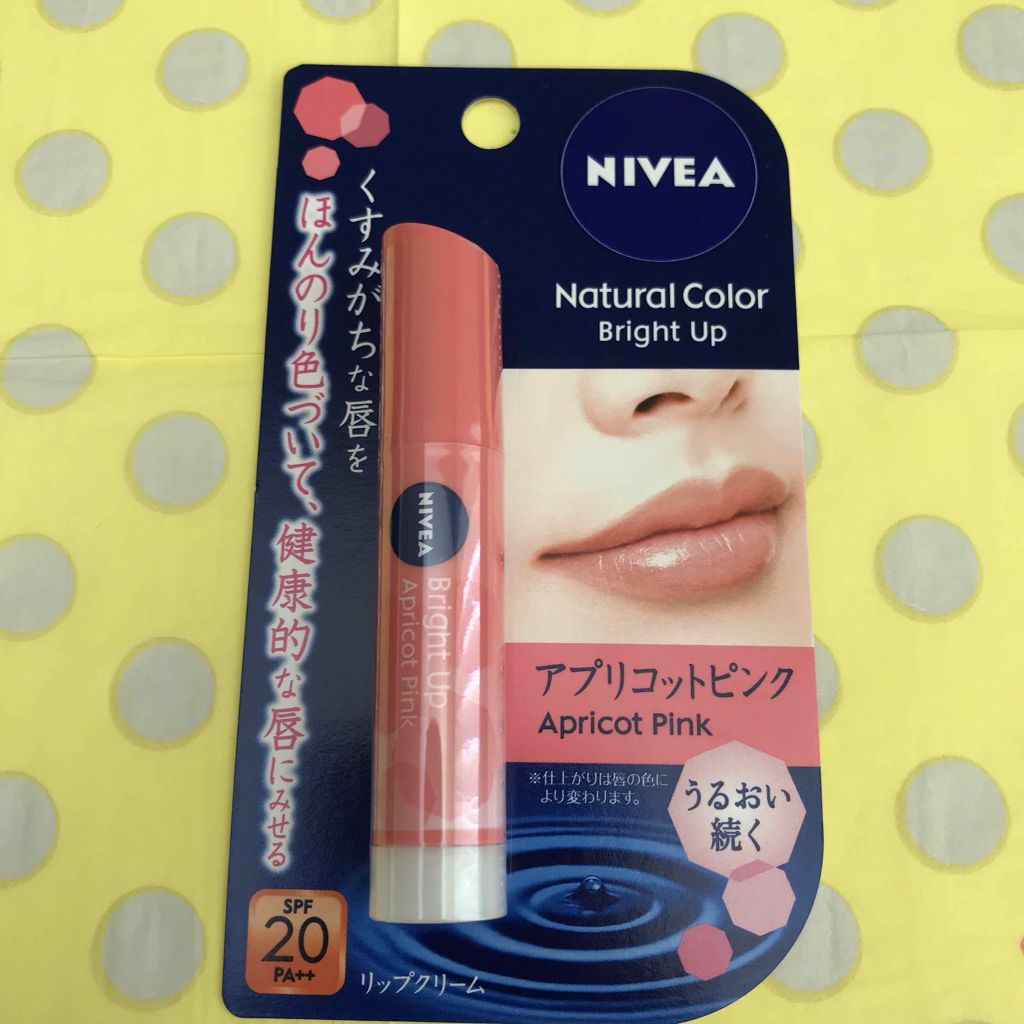 NIVEA
Natural Color
Bright Up
くすみがちな唇を
ほんのり色づいて、健康的な唇にみせる
NIVEA
Bright Up
Apricot Pink
アプリコットピンク
Apricot Pink
※仕上がりは唇の色に
より変わります。
うるおい
続く
SPF
20
PA++
リップクリーム